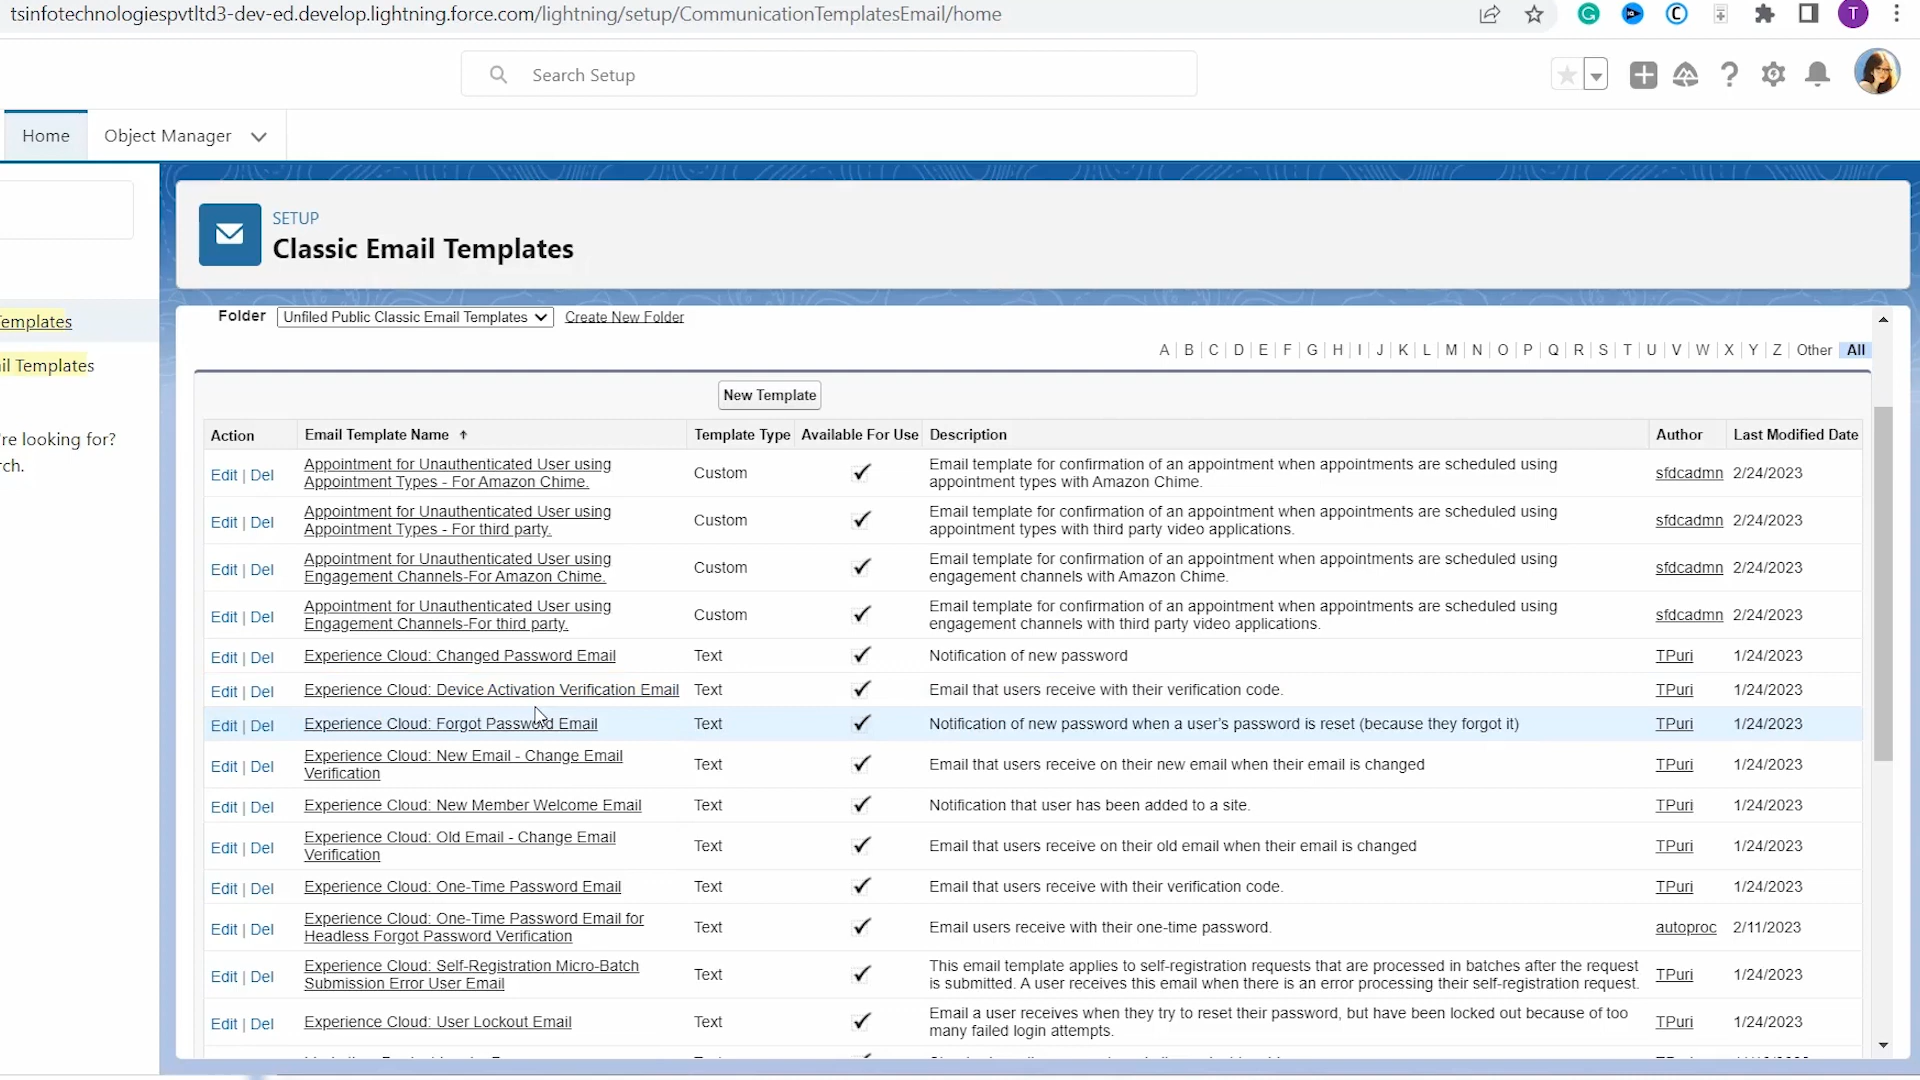 tsinfotechnologiespvtltd3-dev-ed.develop.lightning.force.com/lightning/setup/CommunicationTemplatesEmail/home
T
Search Setup
Home
Object Manager
SETUP
Classic Email Templates
Templates
il Templates
're looking for?
rch.
Folder
Unfiled Public Classic Email Templates
Create New Folder
A | B | C | D | E | F | G | H | I | J | K | L | M | N | O | P | Q | R | S | T | U | V | W | X | Y | Z | Other | All
New Template
Action Email Template Name Template Type Available For Use Description Author Last Modified Date
Edit | Del Appointment for Unauthenticated User using Custom Email template for confirmation of an appointment when appointments are scheduled using sfdcadmn 2/24/2023
Appointment Types - For Amazon Chime. appointment types with Amazon Chime.
Edit | Del Appointment for Unauthenticated User using Custom Email template for confirmation of an appointment when appointments are scheduled using sfdcadmn 2/24/2023
Appointment Types - For third party. appointment types with third party video applications.
Edit | Del Appointment for Unauthenticated User using Custom Email template for confirmation of an appointment when appointments are scheduled using sfdcadmn 2/24/2023
Engagement Channels-For Amazon Chime. engagement channels with Amazon Chime.
Edit | Del Appointment for Unauthenticated User using Custom Email template for confirmation of an appointment when appointments are scheduled using sfdcadmn 2/24/2023
Engagement Channels-For third party. engagement channels with third party video applications.
Edit | Del Experience Cloud: Changed Password Email Text Notification of new password TPuri 1/24/2023
Edit | Del Experience Cloud: Device Activation Verification Email Text Email that users receive with their verification code. TPuri 1/24/2023
Edit | Del Experience Cloud: Forgot Password Email Text Notification of new password when a user's password is reset (because they forgot it) TPuri 1/24/2023
Edit | Del Experience Cloud: New Email - Change Email Text Email that users receive on their new email when their email is changed TPuri 1/24/2023
Verification
Edit | Del Experience Cloud: New Member Welcome Email Text Notification that user has been added to a site. TPuri 1/24/2023
Edit | Del Experience Cloud: Old Email - Change Email Text Email that users receive on their old email when their email is changed TPuri 1/24/2023
Verification
Edit | Del Experience Cloud: One-Time Password Email Text Email that users receive with their verification code. TPuri 1/24/2023
Edit | Del Experience Cloud: One-Time Password Email for Text Email users receive with their one-time password. autoproc 2/11/2023
Headless Forgot Password Verification
Edit | Del Experience Cloud: Self-Registration Micro-Batch Text This email template applies to self-registration requests that are processed in batches after the request TPuri 1/24/2023
Submission Error User Email is submitted. A user receives this email when there is an error processing their self-registration request.
Edit | Del Experience Cloud: User Lockout Email Text Email a user receives when they try to reset their password, but have been locked out because of too TPuri 1/24/2023
many failed login attempts.